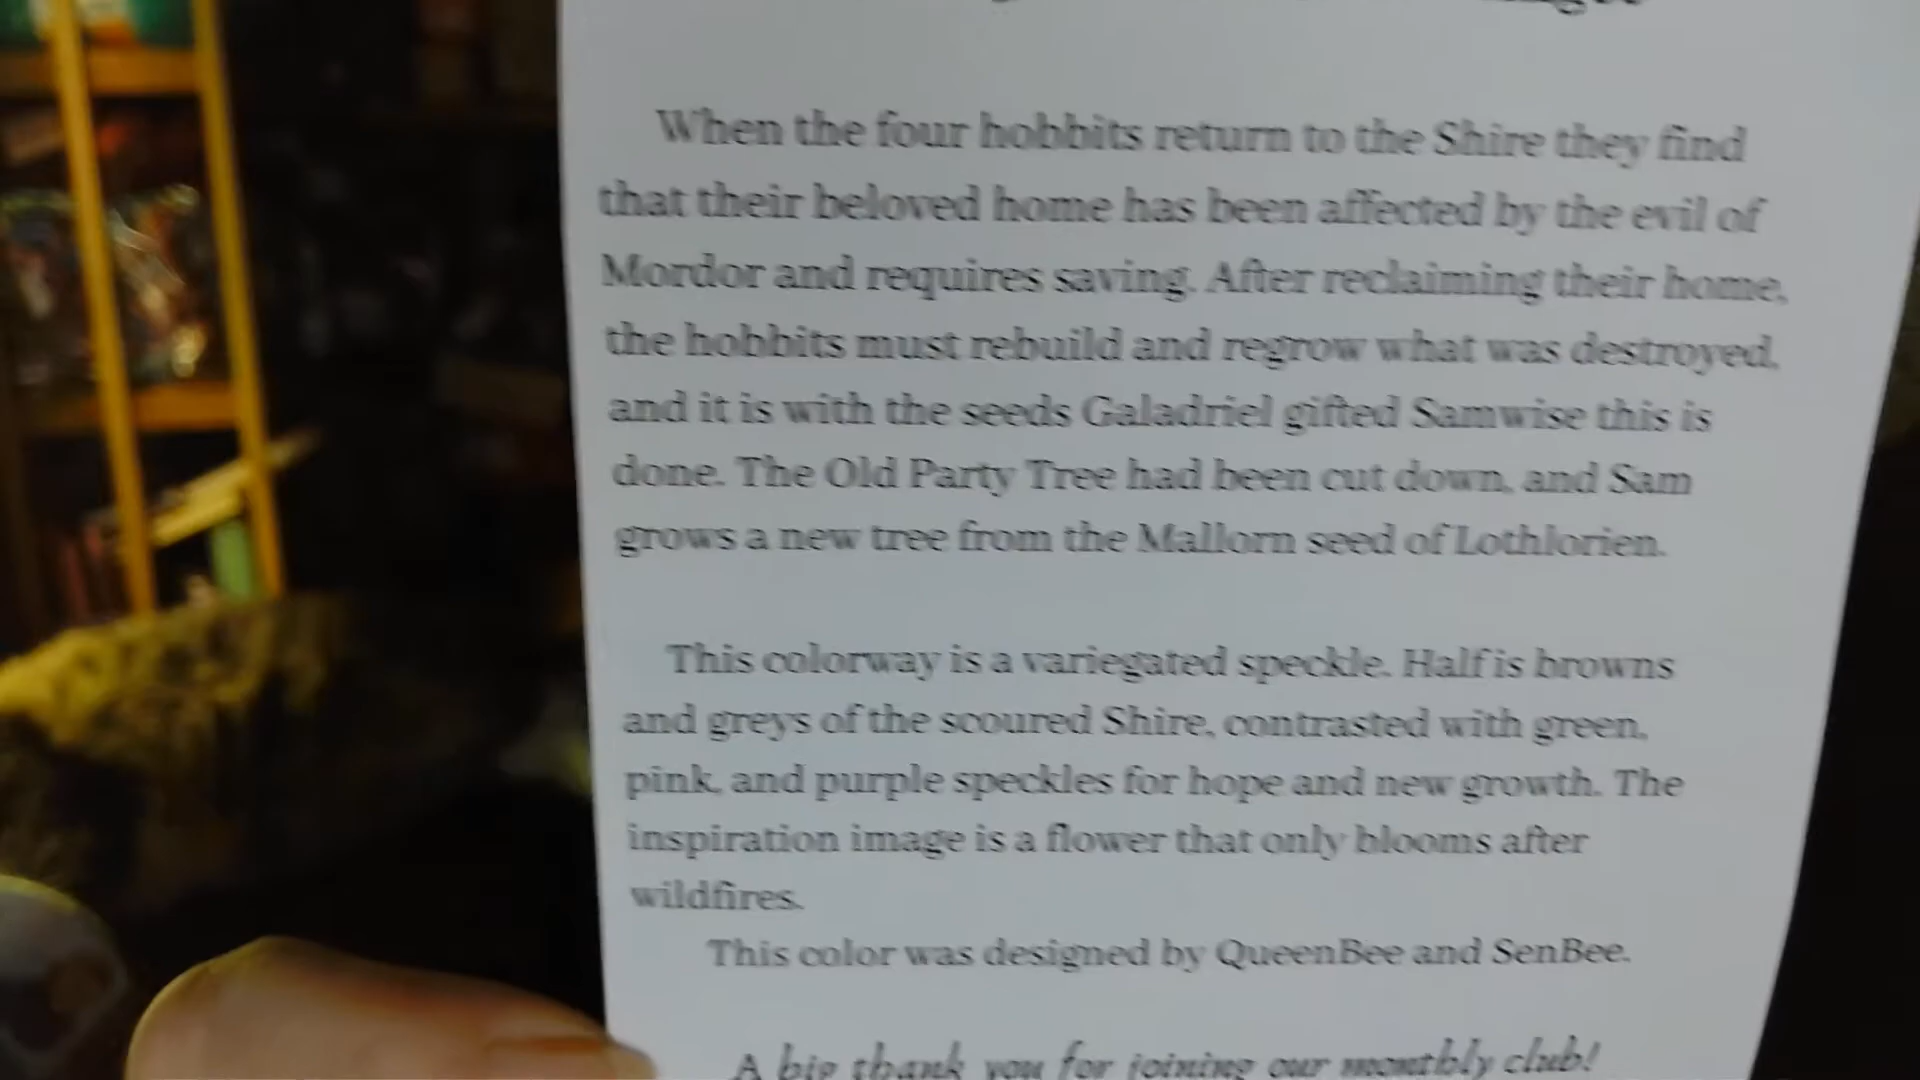 When the four hobbits return to the Shire they find
that their beloved home has been affected by the evil of
Mordor and requires saving. After reclaiming their home,
the hobbits must rebuild and regrow what was destroyed,
and it is with the seeds Galadriel gifted Samwise this is
done. The Old Party Tree had been cut down, and Sam
grows a new tree from the Mallorn seed of Lothlorien.
This colorway is a variegated speckle. Half is browns
and greys of the scoured Shire, contrasted with green,
pink, and purple speckles for hope and new growth. The
inspiration image is a flower that only blooms after
wildfires.
This color was designed by QueenBee and SenBee.
A big thank you for joining our monthly club!